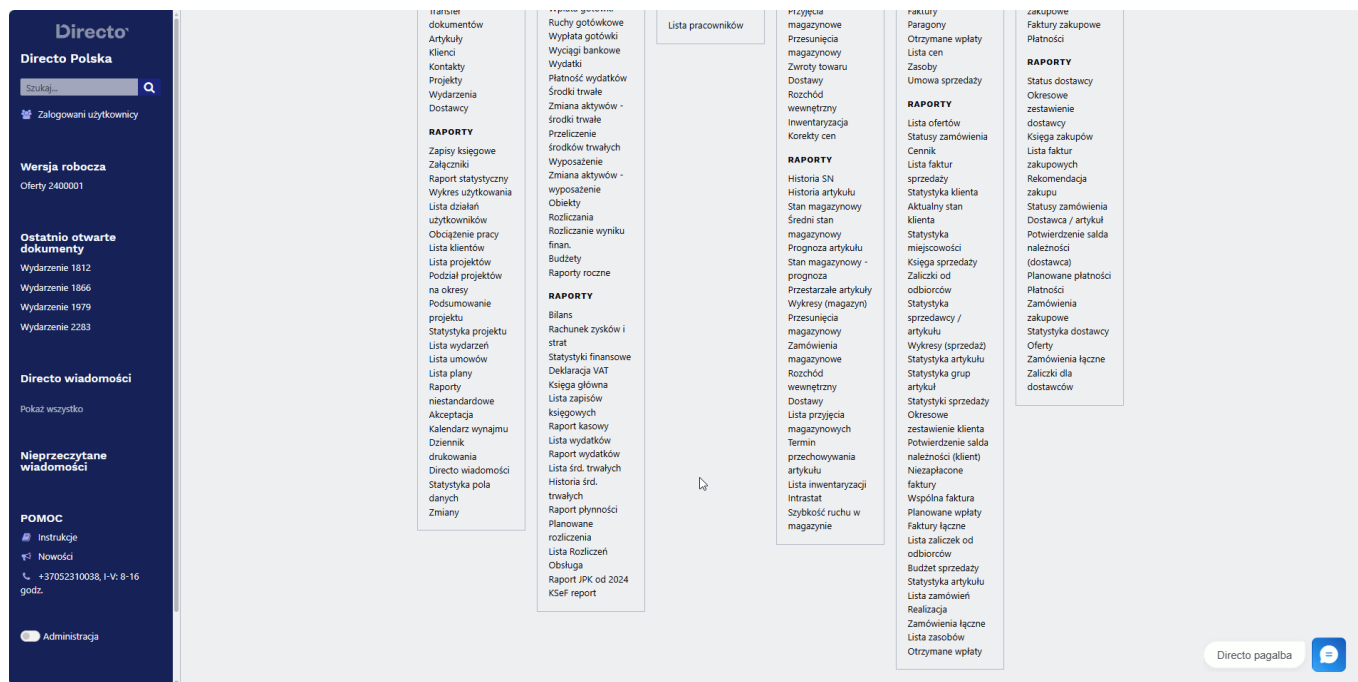 Directo
Directo Polska
Szukaj...
Zalogowani użytkownicy
Wersja robocza
Oferty 2400001
Ostatnio otwarte
dokumenty
Wydarzenie 1812
Wydarzenie 1866
Wydarzenie 1979
Wydarzenie 2283
Directo wiadomości
Pokaż wszystko
Nieprzeczytane
wiadomości
POMOC
Instrukcje
Nowości
+37052310038, I-V: 8-16
godz.
Administracja
Transfer
dokumentów
Artykuły
Klienci
Kontakty
Projekty
Wydarzenia
Dostawcy
RAPORTY
Zapisy księgowe
Załączniki
Raport statystyczny
Wykres użytkowania
Lista działań
użytkowników
Obciążenie pracy
Lista klientów
Lista projektów
Podział projektów
na okresy
Podsumowanie
projektu
Statystyka projektu
Lista wydarzeń
Lista umowów
Lista plany
Raporty
niestandardowe
Akceptacja
Kalendarz wynajmu
Dziennik
drukowania
Directo wiadomości
Statystyka pola
danych
Zmiany
Wpłata gotówki
Ruchy gotówkowe
Wypłata gotówki
Wyciągi bankowe
Wydatki
Płatność wydatków
Środki trwałe
Zmiana aktywów -
środki trwałe
Przeliczenie
środków trwałych
Wyposażenie
Zmiana aktywów -
wyposażenie
Obiekty
Rozliczania
Rozliczanie wyniku
finan.
Budżety
Raporty roczne
RAPORTY
Bilans
Rachunek zysków i
strat
Statystyki finansowe
Deklaracja VAT
Księga główna
Lista zapisów
księgowych
Raport kasowy
Lista wydatków
Raport wydatków
Lista śrd. trwałych
Historia śrd.
trwałych
Raport płynności
Planowane
rozliczenia
Lista Rozliczeń
Obsługa
Raport JPK od 2024
KSeF report
Lista pracowników
Przyjęcia
magazynowe
Przesunięcia
magazynowy
Zwroty towaru
Dostawy
Rozchód
wewnętrzny
Inwentaryzacja
Korekty cen
RAPORTY
Historia SN
Historia artykułu
Stan magazynowy
Średni stan
magazynowy
Prognoza artykułu
Stan magazynowy -
prognoza
Przestarzałe artykuły
Wykresy (magazyn)
Przesunięcia
magazynowy
Zamówienia
magazynowe
Rozchód
wewnętrzny
Dostawy
Lista przyjęcia
magazynowych
Termin
przechowywania
artykułu
Lista inwentaryzacji
Intrastat
Szybkość ruchu w
magazynie
Faktury
Paragony
Otrzymane wpłaty
Lista cen
Zasoby
Umowa sprzedaży
RAPORTY
Lista ofertów
Statusy zamówienia
Cennik
Lista faktur
sprzedaży
Statystyka klienta
Aktualny stan
klienta
Statystyka
miejscowości
Księga sprzedaży
Zaliczki od
odbiorców
Statystyka
sprzedawcy /
artykułu
Wykresy (sprzedaż)
Statystyka artykułu
Statystyka grup
artykuł
Statystyki sprzedaży
Okresowe
zestawienie klienta
Potwierdzenie salda
należności (klient)
Niezapłacone
faktury
Wspólna faktura
Planowane wpłaty
Faktury łączne
Lista zaliczek od
odbiorców
Budżet sprzedaży
Statystyka artykułu
Lista zamówień
Realizacja
Zamówienia łączne
Lista zasobów
Otrzymane wpłaty
zakupowe
Faktury zakupowe
Płatności
RAPORTY
Status dostawcy
Okresowe
zestawienie
dostawcy
Księga zakupów
Lista faktur
zakupowych
Rekomendacja
zakupu
Statusy zamówienia
Dostawca / artykuł
Potwierdzenie salda
należności
(dostawca)
Planowane płatności
Płatności
Zamówienia
zakupowe
Statystyka dostawcy
Oferty
Zamówienia łączne
Zaliczki dla
dostawców
Directo pagalba